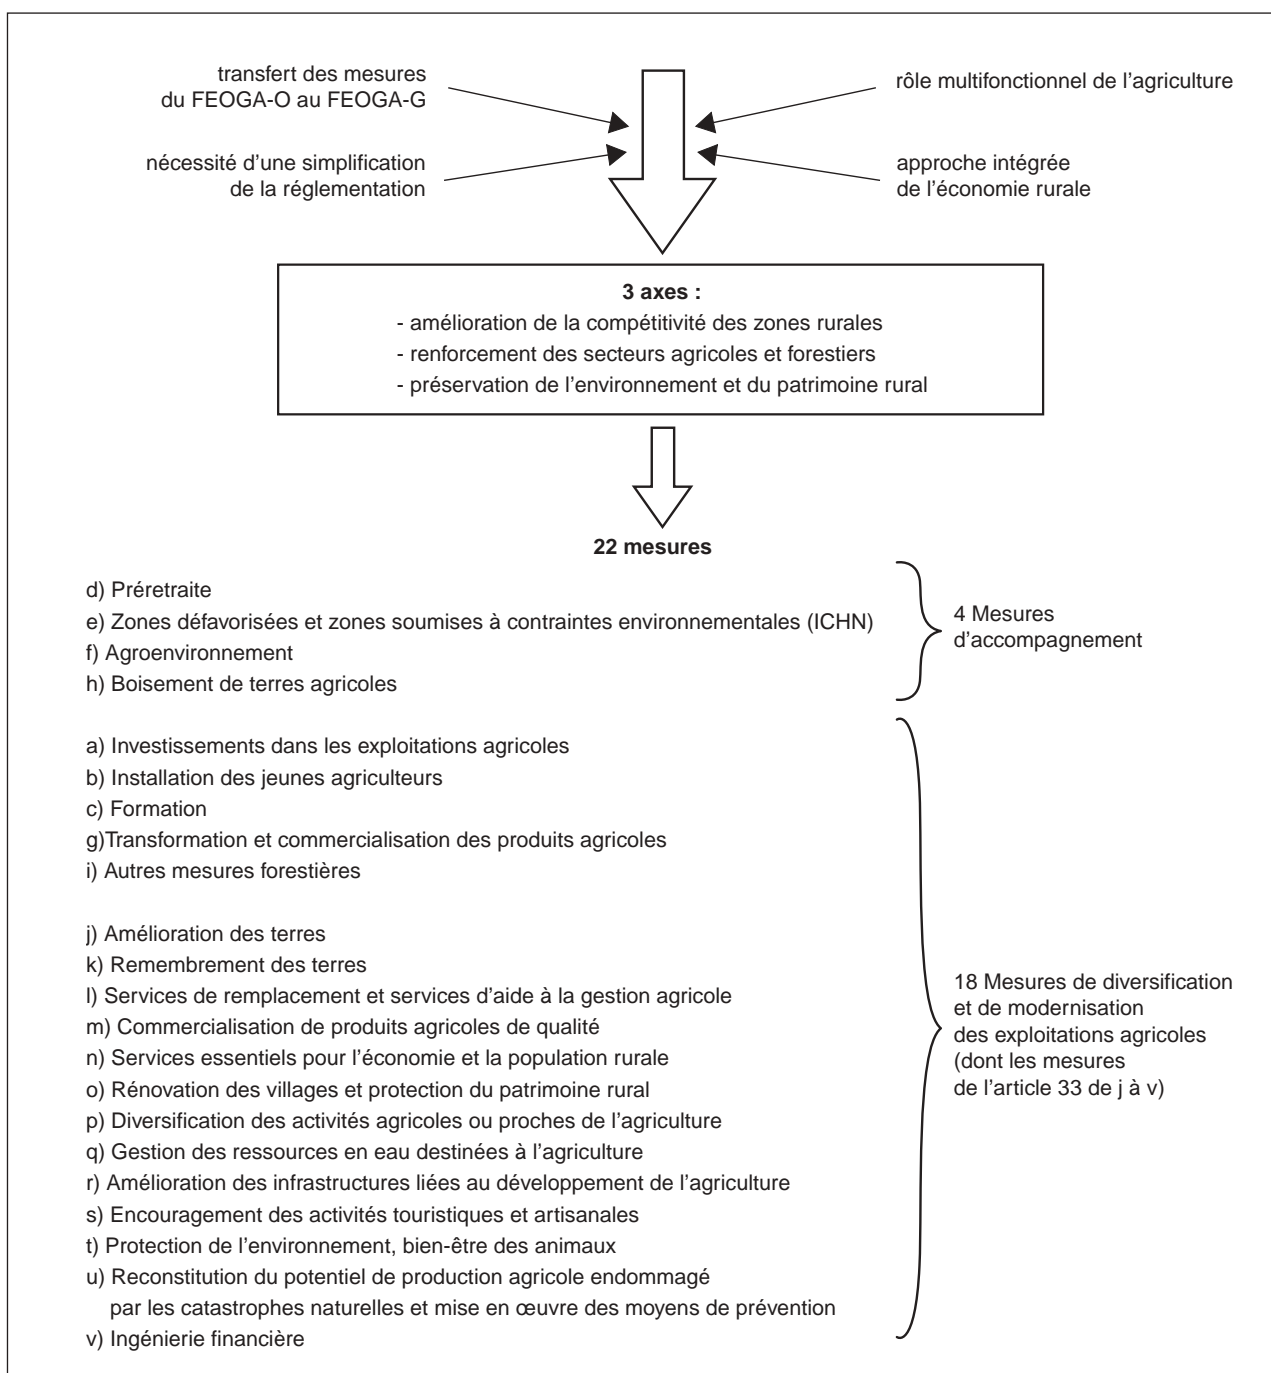 transfert des mesures
du FEOGA-O au FEOGA-G
rôle multifonctionnel de l’agriculture
nécessité d’une simplification
de la réglementation
approche intégrée
de l’économie rurale
3 axes :
- amélioration de la compétitivité des zones rurales
- renforcement des secteurs agricoles et forestiers
- préservation de l’environnement et du patrimoine rural
22 mesures
d) Préretraite
e) Zones défavorisées et zones soumises à contraintes environnementales (ICHN)
f) Agroenvironnement
h) Boisement de terres agricoles
4 Mesures
d’accompagnement
a) Investissements dans les exploitations agricoles
b) Installation des jeunes agriculteurs
c) Formation
g)Transformation et commercialisation des produits agricoles
i) Autres mesures forestières
j) Amélioration des terres
k) Remembrement des terres
l) Services de remplacement et services d’aide à la gestion agricole
m) Commercialisation de produits agricoles de qualité
n) Services essentiels pour l’économie et la population rurale
o) Rénovation des villages et protection du patrimoine rural
p) Diversification des activités agricoles ou proches de l’agriculture
q) Gestion des ressources en eau destinées à l’agriculture
r) Amélioration des infrastructures liées au développement de l’agriculture
s) Encouragement des activités touristiques et artisanales
t) Protection de l’environnement, bien-être des animaux
u) Reconstitution du potentiel de production agricole endommagé
par les catastrophes naturelles et mise en œuvre des moyens de prévention
v) Ingénierie financière
18 Mesures de diversification
et de modernisation
des exploitations agricoles
(dont les mesures
de l’article 33 de j à v)